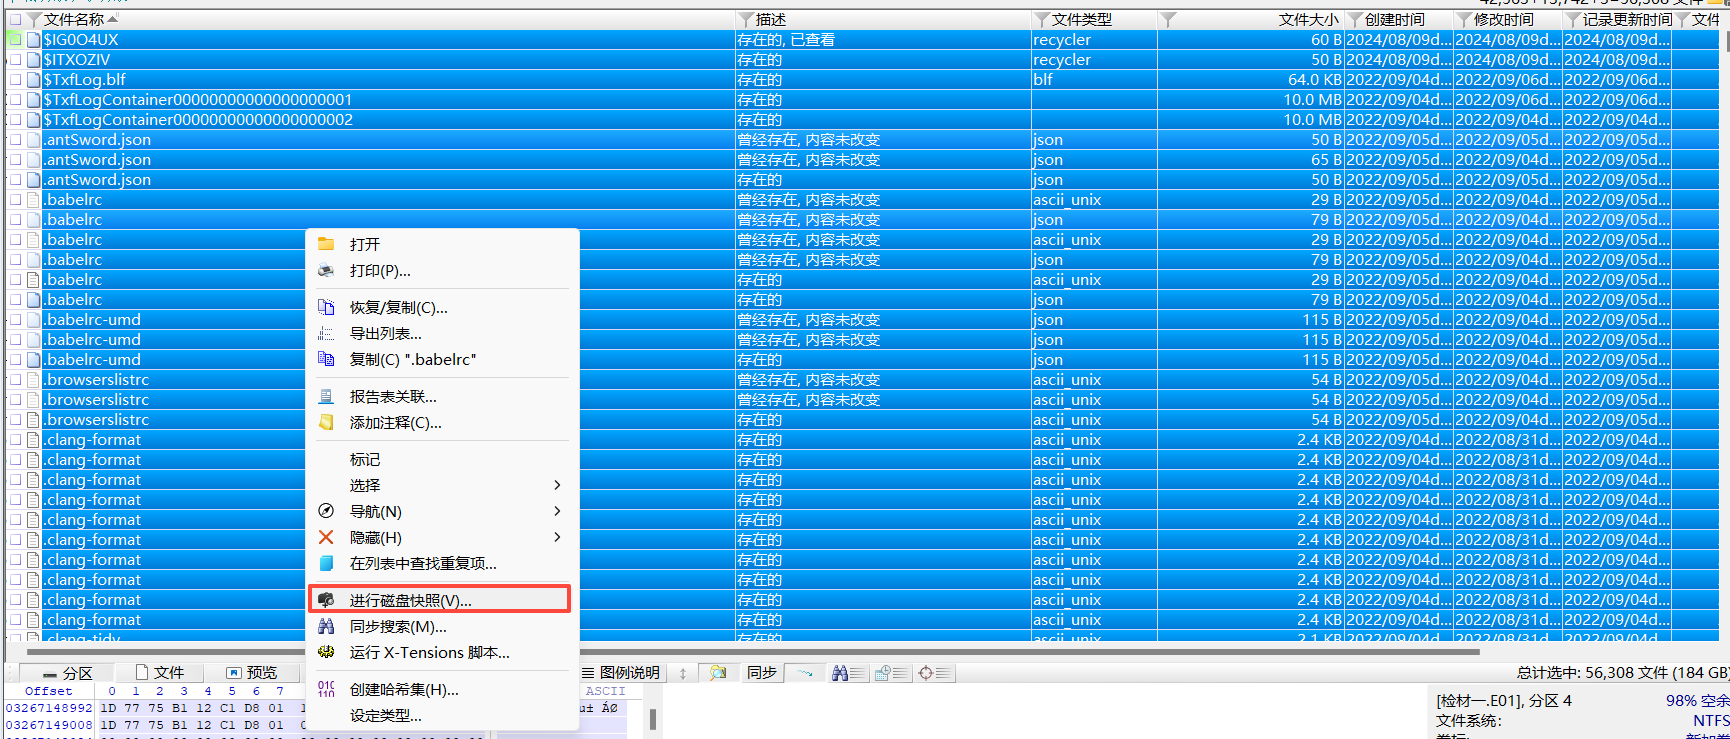 文件名称 描述 文件类型 文件大小 创建时间 修改时间 记录更新时间 文件
$IG0O4UX 存在的, 已查看 recycler 60 B 2024/08/09d... 2024/08/09d... 2024/08/09d...
$ITXOZIV 存在的 recycler 50 B 2024/08/09d... 2024/08/09d... 2024/08/09d...
$TxfLog.blf 存在的 blf 64.0 KB 2022/09/04d... 2022/09/06d... 2022/09/06d...
$TxfLogContainer00000000000000000001 存在的 10.0 MB 2022/09/04d... 2022/09/06d... 2022/09/06d...
$TxfLogContainer00000000000000000002 存在的 10.0 MB 2022/09/04d... 2022/09/04d... 2022/09/04d...
.antSword.json 曾经存在, 内容未改变 json 50 B 2022/09/05d... 2022/09/05d... 2022/09/05d...
.antSword.json 曾经存在, 内容未改变 json 65 B 2022/09/05d... 2022/09/04d... 2022/09/05d...
.antSword.json 存在的 json 50 B 2022/09/05d... 2022/09/05d... 2022/09/05d...
.babelrc 曾经存在, 内容未改变 ascii_unix 29 B 2022/09/05d... 2022/09/05d... 2022/09/05d...
.babelrc 曾经存在, 内容未改变 json 79 B 2022/09/05d... 2022/09/04d... 2022/09/05d...
.babelrc 曾经存在, 内容未改变 ascii_unix 29 B 2022/09/05d... 2022/09/05d... 2022/09/05d...
.babelrc 曾经存在, 内容未改变 json 79 B 2022/09/05d... 2022/09/04d... 2022/09/05d...
.babelrc 存在的 ascii_unix 29 B 2022/09/05d... 2022/09/05d... 2022/09/05d...
.babelrc 存在的 json 79 B 2022/09/05d... 2022/09/05d... 2022/09/05d...
.babelrc-umd 曾经存在, 内容未改变 json 115 B 2022/09/05d... 2022/09/04d... 2022/09/05d...
.babelrc-umd 曾经存在, 内容未改变 json 115 B 2022/09/05d... 2022/09/04d... 2022/09/05d...
.babelrc-umd 存在的 json 115 B 2022/09/05d... 2022/09/05d... 2022/09/05d...
.browserslistrc 曾经存在, 内容未改变 ascii_unix 54 B 2022/09/05d... 2022/09/05d... 2022/09/05d...
.browserslistrc 曾经存在, 内容未改变 ascii_unix 54 B 2022/09/05d... 2022/09/05d... 2022/09/05d...
.browserslistrc 存在的 ascii_unix 54 B 2022/09/05d... 2022/09/05d... 2022/09/05d...
.clang-format 存在的 ascii_unix 2.4 KB 2022/09/04d... 2022/08/31d... 2022/09/04d...
.clang-format 存在的 ascii_unix 2.4 KB 2022/09/04d... 2022/08/31d... 2022/09/04d...
.clang-format 存在的 ascii_unix 2.4 KB 2022/09/04d... 2022/08/31d... 2022/09/04d...
.clang-format 存在的 ascii_unix 2.4 KB 2022/09/04d... 2022/08/31d... 2022/09/04d...
.clang-format 存在的 ascii_unix 2.4 KB 2022/09/04d... 2022/08/31d... 2022/09/04d...
.clang-format 存在的 ascii_unix 2.4 KB 2022/09/04d... 2022/08/31d... 2022/09/04d...
.clang-format 存在的 ascii_unix 2.4 KB 2022/09/04d... 2022/08/31d... 2022/09/04d...
.clang-format 存在的 ascii_unix 2.4 KB 2022/09/04d... 2022/08/31d... 2022/09/04d...
.clang-format 存在的 ascii_unix 2.4 KB 2022/09/04d... 2022/08/31d... 2022/09/04d...
.clang-format 存在的 ascii_unix 2.4 KB 2022/09/04d... 2022/08/31d... 2022/09/04d...
.clang-tidy 存在的 ascii_unix 2.1 KB 2022/09/04d... 2022/08/31d... 2022/09/04d...
打开
打印(P)...
恢复/复制(C)...
导出列表...
复制(C) ".babelrc"
报告表关联...
添加注释(C)...
标记
选择
导航(N)
隐藏(H)
在列表中查找重复项...
进行磁盘快照(V)...
同步搜索(M)...
运行 X-Tensions 脚本...
创建哈希集(H)...
设定类型...
分区 文件 预览 图例说明 同步 总计选中: 56,308 文件 (184 GB)
Offset 0 1 2 3 4 5 6 7 ASCII
03267148992 1D 77 75 B1 12 C1 D8 01 1 u± ÁØ
03267149008 1D 77 75 B1 12 C1 D8 01
[检材一.E01], 分区 4 98% 空余
文件系统: NTFS